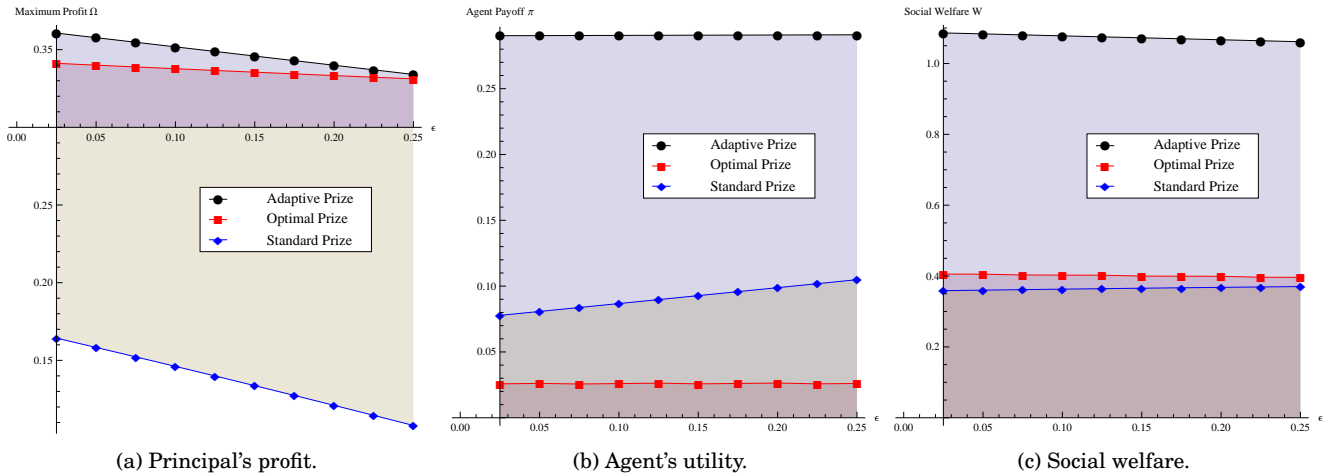 Maximum Profit Ω
0.35
0.25
0.20
0.15
0.00
0.05
0.10
0.15
0.20
0.25
ϵ
Adaptive Prize
Optimal Prize
Standard Prize
(a) Principal's profit.
Agent Payoff π
0.25
0.20
0.15
0.10
0.05
0.00
0.05
0.10
0.15
0.20
0.25
ϵ
Adaptive Prize
Optimal Prize
Standard Prize
(b) Agent's utility.
Social Welfare W
1.0
0.8
0.6
0.4
0.2
0.00
0.05
0.10
0.15
0.20
0.25
ϵ
Adaptive Prize
Optimal Prize
Standard Prize
(c) Social welfare.